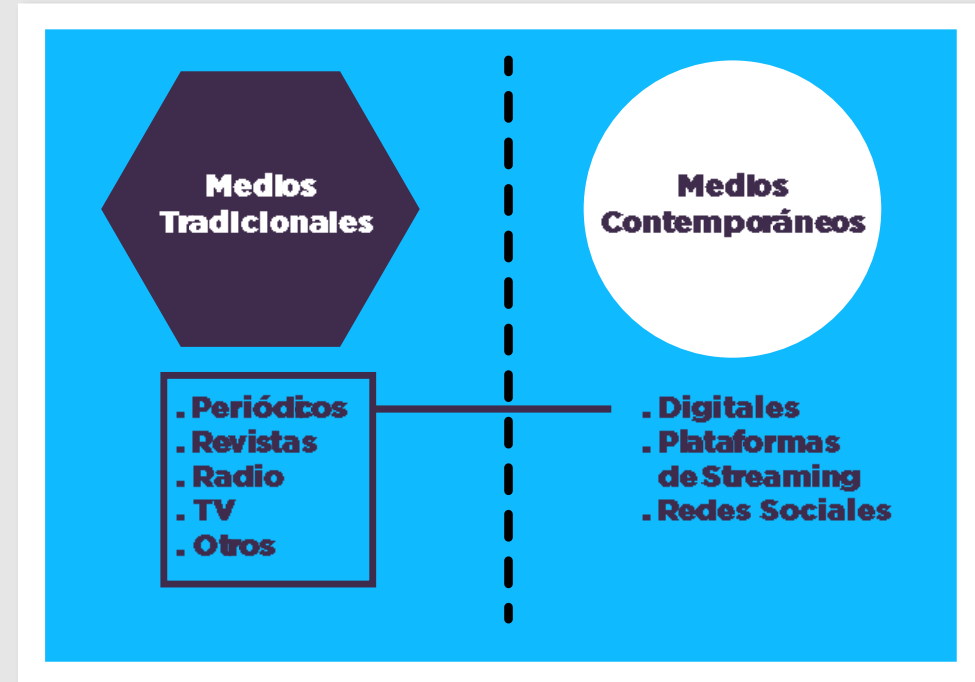 Medios
Tradicionales
. Periódicos
. Revistas
. Radio
. TV
. Otros
Medios
Contemporáneos
. Digitales
. Plataformas
de Streaming
. Redes Sociales